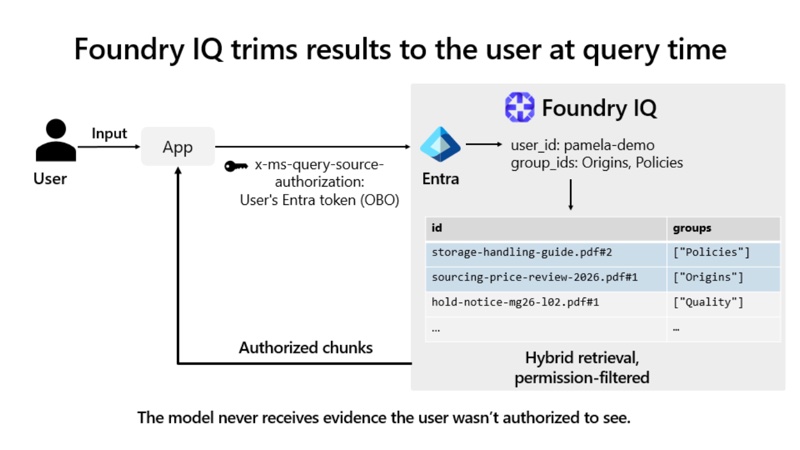 Foundry IQ trims results to the user at query time
Foundry IQ
Input
App
User
x-ms-query-source-
authorization:
User's Entra token (OBO)
Entra
user_id: pamela-demo
group_ids: Origins, Policies
id groups
storage-handling-guide.pdf#2 ["Policies"]
sourcing-price-review-2026.pdf#1 ["Origins"]
hold-notice-mg26-l02.pdf#1 ["Quality"]
... ...
Authorized chunks
Hybrid retrieval,
permission-filtered
The model never receives evidence the user wasn’t authorized to see.